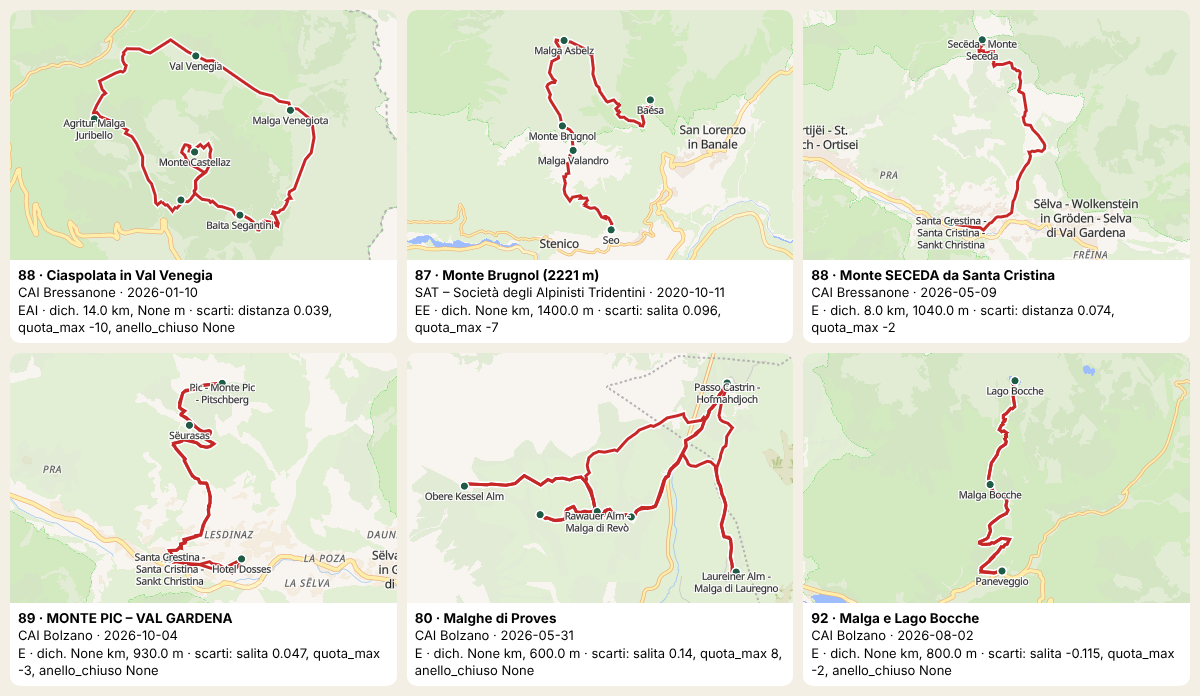 Val Venegia
Agritur Malga
Juribello
Malga Venegiota
Monte Castellaz
Baita Segantini
88 · Ciaspolata in Val Venegia
CAI Bressanone · 2026-01-10
EAI · dich. 14.0 km, None m · scarti: distanza 0.039,
quota_max -10, anello_chiuso None
Malga Asbelz
Baesa
Monte Brugnol
Malga Valandro
San Lorenzo
in Banale
Seo
Stenico
87 · Monte Brugnol (2221 m)
SAT – Società degli Alpinisti Tridentini · 2020-10-11
EE · dich. None km, 1400.0 m · scarti: salita 0.096,
quota_max -7
Secëda - Monte
Seceda
rtijëi - St.
ch - Ortisei
PRA
Sëlva - Wolkenstein
in Gröden - Selva
di Val Gardena
Santa Crestina -
Santa Cristina -
Sankt Christina
FRËINA
88 · Monte SECEDA da Santa Cristina
CAI Bressanone · 2026-05-09
E · dich. 8.0 km, 1040.0 m · scarti: distanza 0.074,
quota_max -2
Pic - Monte Pic
- Pitschberg
Sëurasas
PRA
LESDINAZ
DAUN
Santa Crestina -
Santa Cristina -
Sankt Christina
Hotel Dosses
LA POZA
LA SËLVA
Sëlva
in G
di
89 · MONTE PIC – VAL GARDENA
CAI Bolzano · 2026-10-04
E · dich. None km, 930.0 m · scarti: salita 0.047, quota_max
-3, anello_chiuso None
Passo Castrin -
Hofmahdjoch
Obere Kessel Alm
Rawauer Alm -
Malga di Revò
Laureiner Alm -
Malga di Lauregno
80 · Malghe di Proves
CAI Bolzano · 2026-05-31
E · dich. None km, 600.0 m · scarti: salita 0.14, quota_max 8,
anello_chiuso None
Lago Bocche
Malga Bocche
Paneveggio
92 · Malga e Lago Bocche
CAI Bolzano · 2026-08-02
E · dich. None km, 800.0 m · scarti: salita -0.115, quota_max
-2, anello_chiuso None